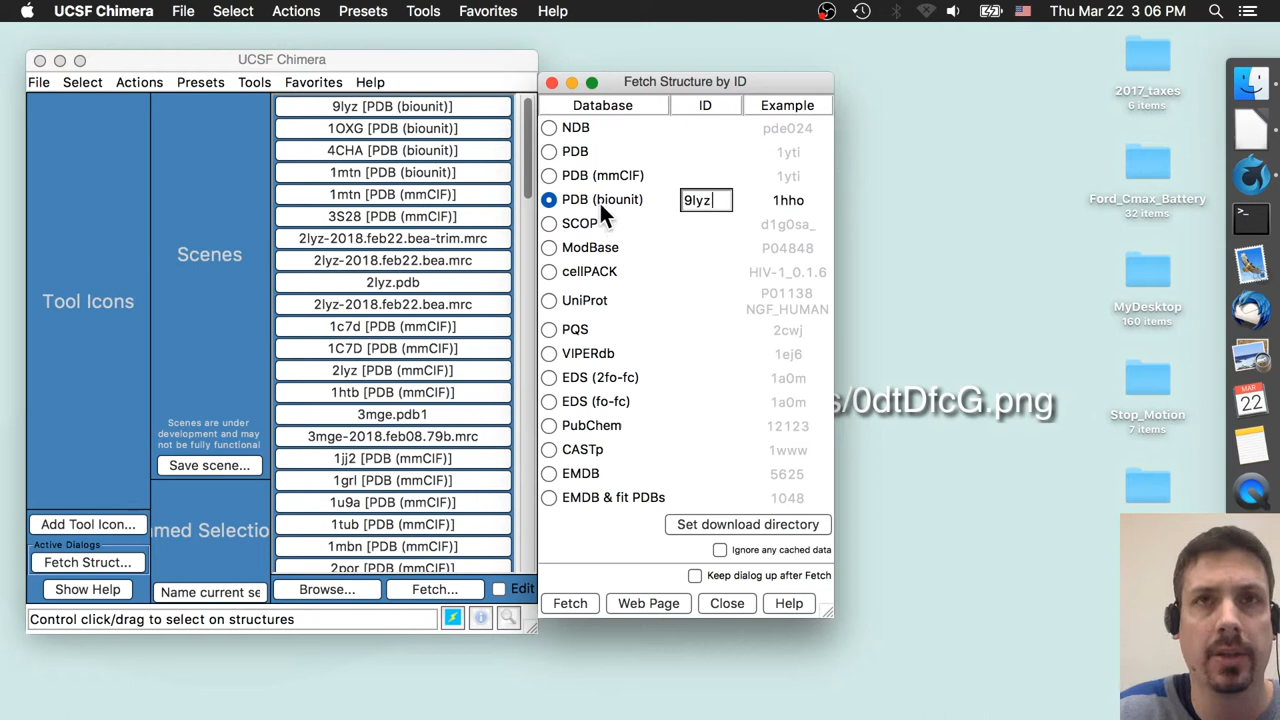 UCSF Chimera File Select Actions Presets Tools Favorites Help Thu Mar 22 3:06 PM
UCSF Chimera
File Select Actions Presets Tools Favorites Help
Tool Icons
Scenes
Scenes are under
development and may
not be fully functional
Save scene...
med Selectio
Add Tool Icon...
Active Dialogs
Fetch Struct...
Show Help
Name current se
9lyz [PDB (biounit)]
1OXG [PDB (biounit)]
4CHA [PDB (biounit)]
1mtn [PDB (biounit)]
1mtn [PDB (mmCIF)]
3S28 [PDB (mmCIF)]
2lyz-2018.feb22.bea-trim.mrc
2lyz-2018.feb22.bea.mrc
2lyz.pdb
2lyz-2018.feb22.bea.mrc
1c7d [PDB (mmCIF)]
1C7D [PDB (mmCIF)]
2lyz [PDB (mmCIF)]
1htb [PDB (mmCIF)]
3mge.pdb1
3mge-2018.feb08.79b.mrc
1jj2 [PDB (mmCIF)]
1grl [PDB (mmCIF)]
1u9a [PDB (mmCIF)]
1tub [PDB (mmCIF)]
1mbn [PDB (mmCIF)]
2por [PDB (mmCIF)]
Browse... Fetch... Edit
Control click/drag to select on structures
Fetch Structure by ID
Database ID Example
NDB pde024
PDB 1yti
PDB (mmCIF) 1yti
PDB (biounit) 9lyz 1hho
SCOP d1g0sa_
ModBase P04848
cellPACK HIV-1_0.1.6
UniProt P01138
NGF_HUMAN
PQS 2cwj
VIPERdb 1ej6
EDS (2fo-fc) 1a0m
EDS (fo-fc) 1a0m
PubChem 12123
CASTp 1www
EMDB 5625
EMDB & fit PDBs 1048
Set download directory
Ignore any cached data
Keep dialog up after Fetch
Fetch Web Page Close Help
s/0dtDfcG.png
2017_taxes
6 items
Ford_Cmax_Battery
32 items
MyDesktop
160 items
Stop_Motion
7 items
MAR
22